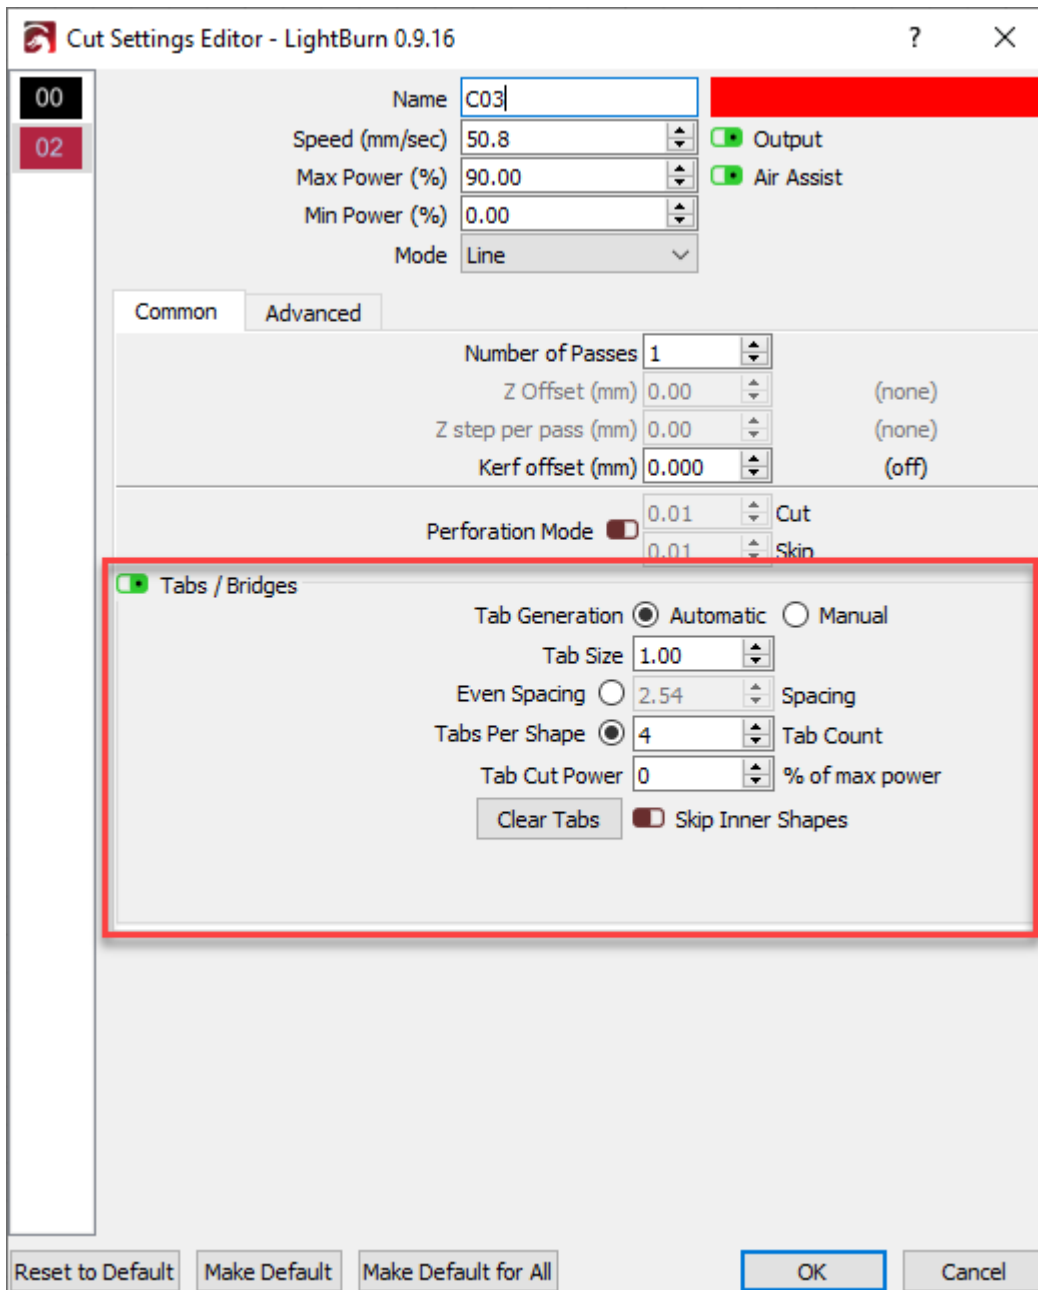 Cut Settings Editor - LightBurn 0.9.16 ?
00
02
Name C03
Speed (mm/sec) 50.8 Output
Max Power (%) 90.00 Air Assist
Min Power (%) 0.00
Mode Line
Common Advanced
Number of Passes 1
Z Offset (mm) 0.00 (none)
Z step per pass (mm) 0.00 (none)
Kerf offset (mm) 0.000 (off)
Perforation Mode 0.01 Cut
0.01 Skip
Tabs / Bridges
Tab Generation Automatic Manual
Tab Size 1.00
Even Spacing 2.54 Spacing
Tabs Per Shape 4 Tab Count
Tab Cut Power 0 % of max power
Clear Tabs Skip Inner Shapes
Reset to Default Make Default Make Default for All OK Cancel